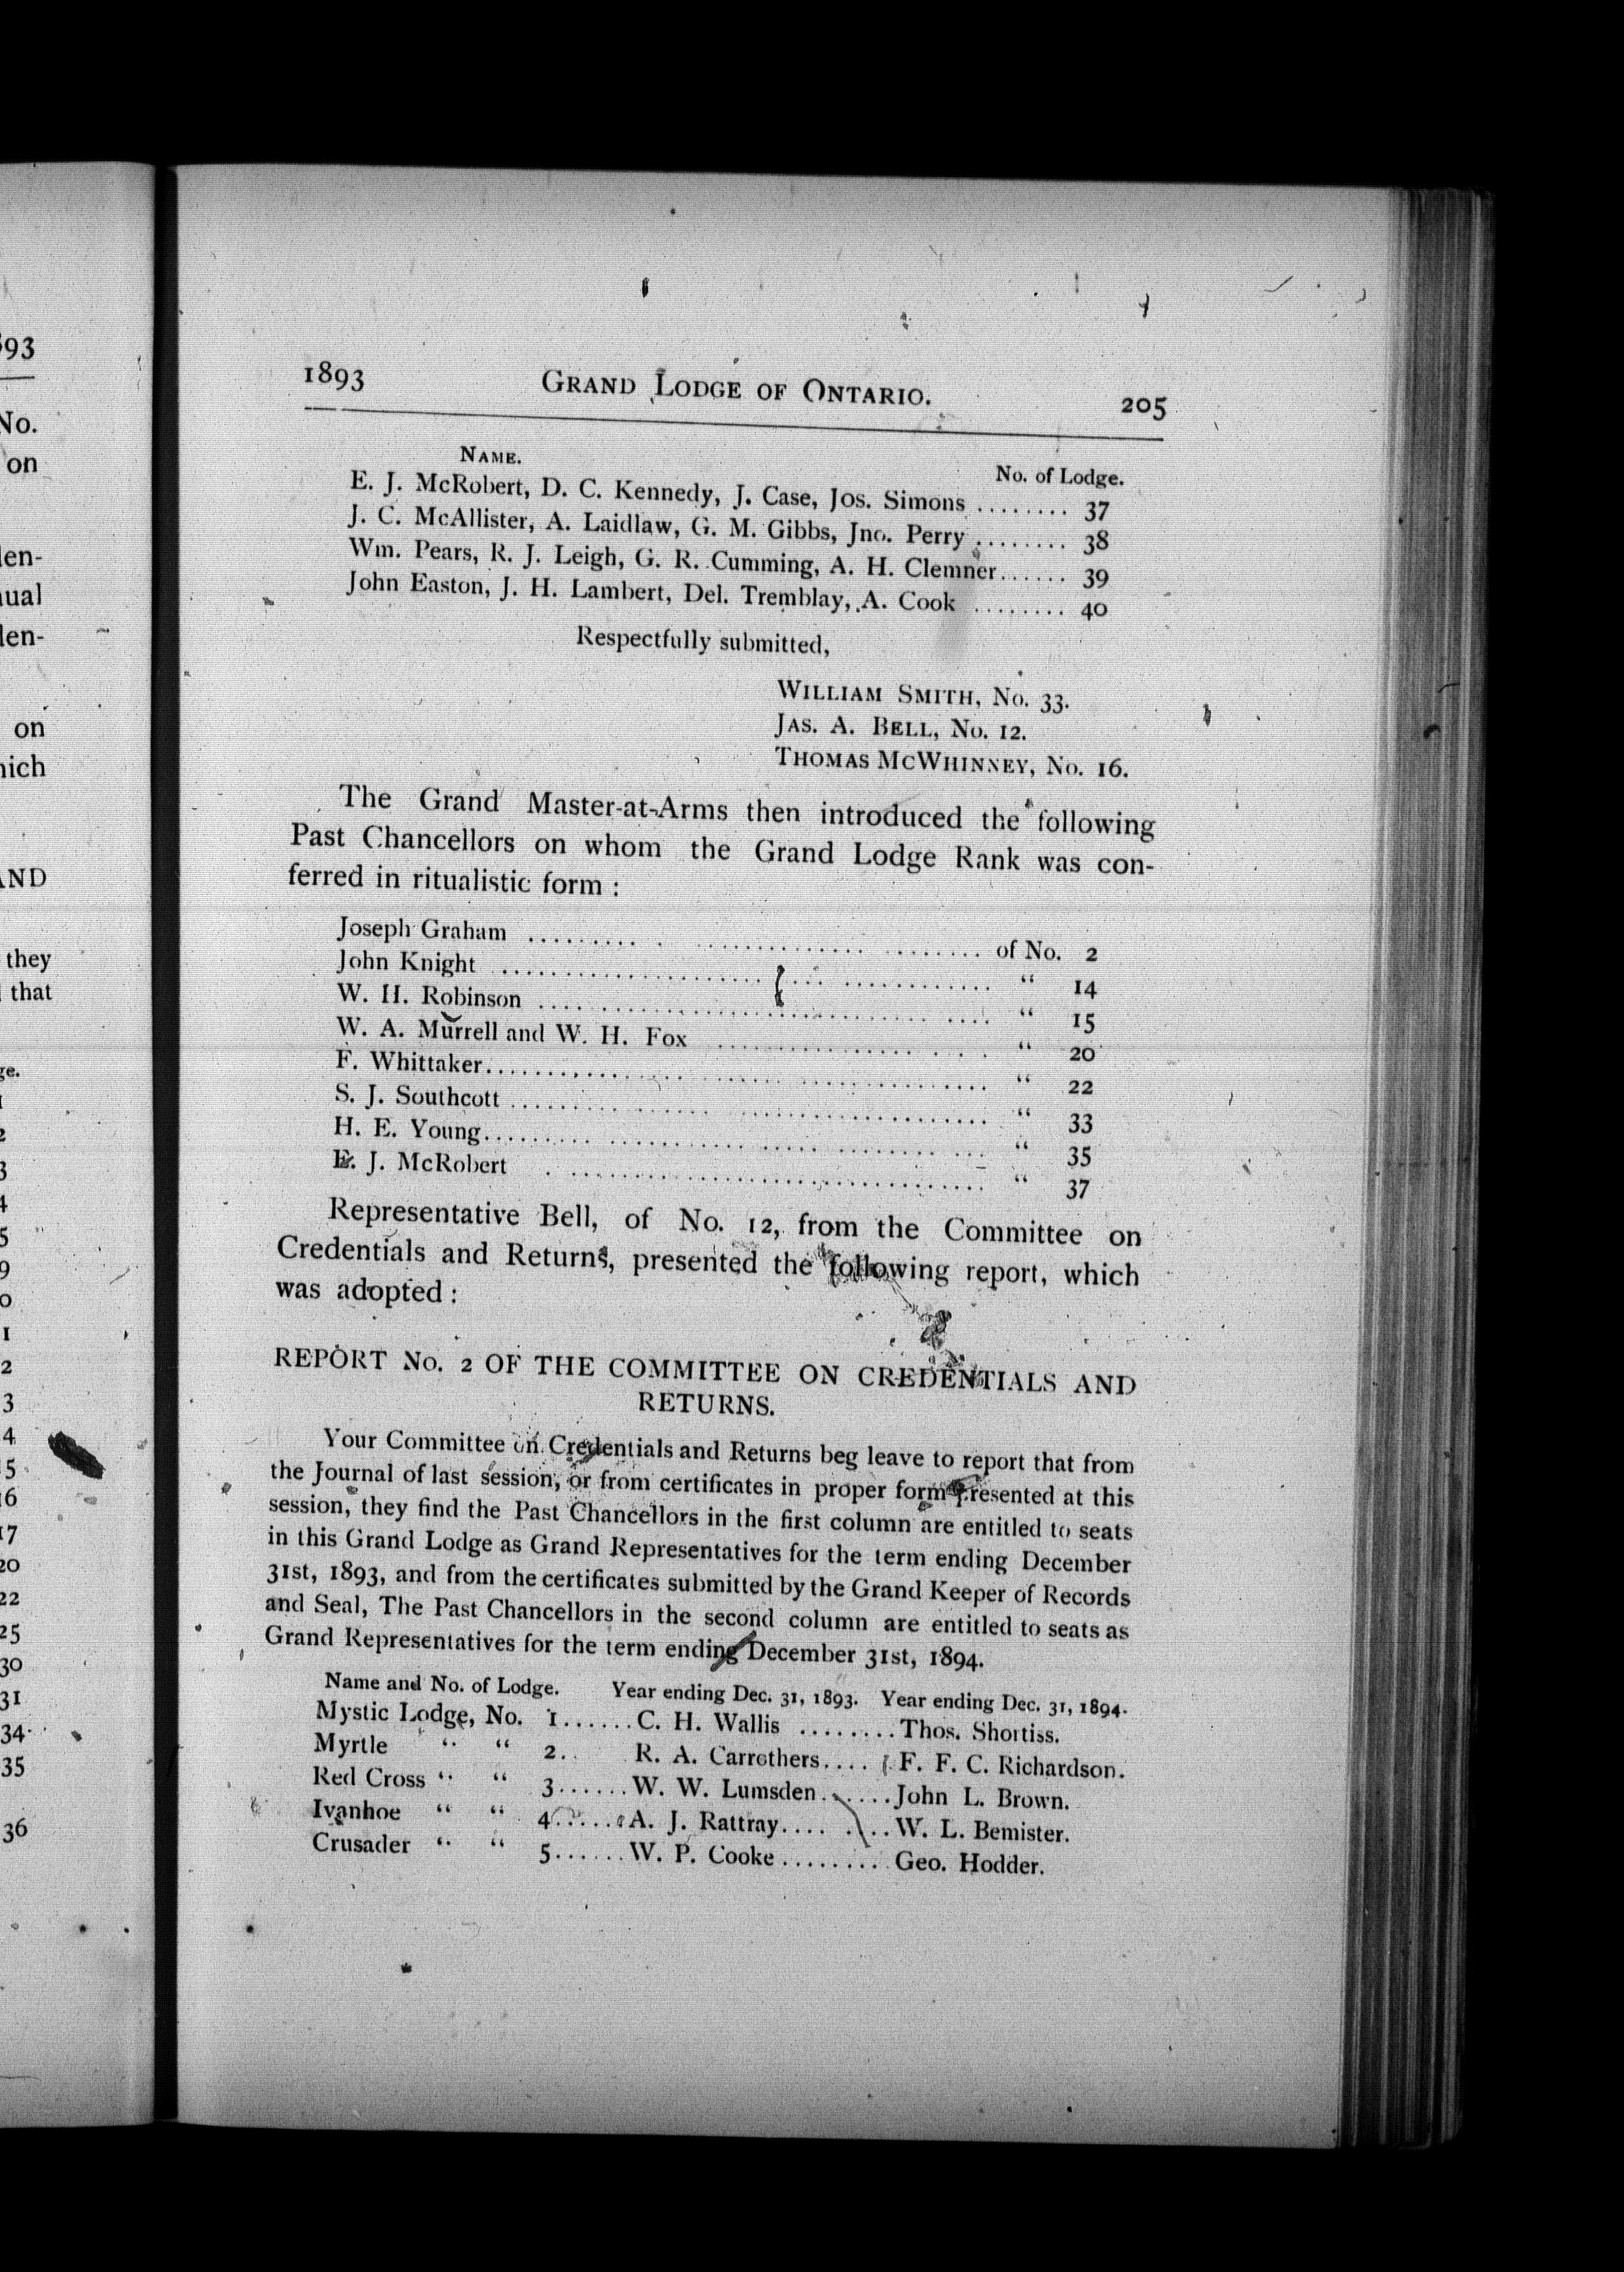 1893 GRAND LODGE OF ONTARIO. 205
NAME. No. of Lodge.
E. J. McRobert, D. C. Kennedy, J. Case, Jos. Simons ........ 37
J. C. McAllister, A. Laidlaw, G. M. Gibbs, Jno. Perry ........ 38
Wm. Pears, R. J. Leigh, G. R. Cumming, A. H. Clemner...... 39
John Easton, J. H. Lambert, Del. Tremblay, A. Cook ........ 40
Respectfully submitted,
WILLIAM SMITH, No. 33.
JAS. A. BELL, No. 12.
THOMAS MCWHINNEY, No. 16.
The Grand Master-at-Arms then introduced the following
Past Chancellors on whom the Grand Lodge Rank was con-
ferred in ritualistic form :
Joseph Graham ........ of No. 2
John Knight ........ “ 14
W. H. Robinson ........ “ 15
W. A. Murrell and W. H. Fox ........ “ 20
F. Whittaker........ “ 22
S. J. Southcott ........ “ 33
H. E. Young........ “ 35
E. J. McRobert ........ “ 37
Representative Bell, of No. 12, from the Committee on
Credentials and Returns, presented the following report, which
was adopted :
REPORT No. 2 OF THE COMMITTEE ON CREDENTIALS AND
RETURNS.
Your Committee on Credentials and Returns beg leave to report that from
the Journal of last session, or from certificates in proper form presented at this
session, they find the Past Chancellors in the first column are entitled to seats
in this Grand Lodge as Grand Representatives for the term ending December
31st, 1893, and from the certificates submitted by the Grand Keeper of Records
and Seal, The Past Chancellors in the second column are entitled to seats as
Grand Representatives for the term ending December 31st, 1894.
Name and No. of Lodge. Year ending Dec. 31, 1893. Year ending Dec. 31, 1894.
Mystic Lodge, No. 1......C. H. Wallis ........Thos. Shortiss.
Myrtle “ “ 2.. R. A. Carrothers.... F. F. C. Richardson.
Red Cross “ “ 3......W. W. Lumsden......John L. Brown.
Ivanhoe “ “ 4......A. J. Rattray.... ...W. L. Bemister.
Crusader “ “ 5......W. P. Cooke........Geo. Hodder.